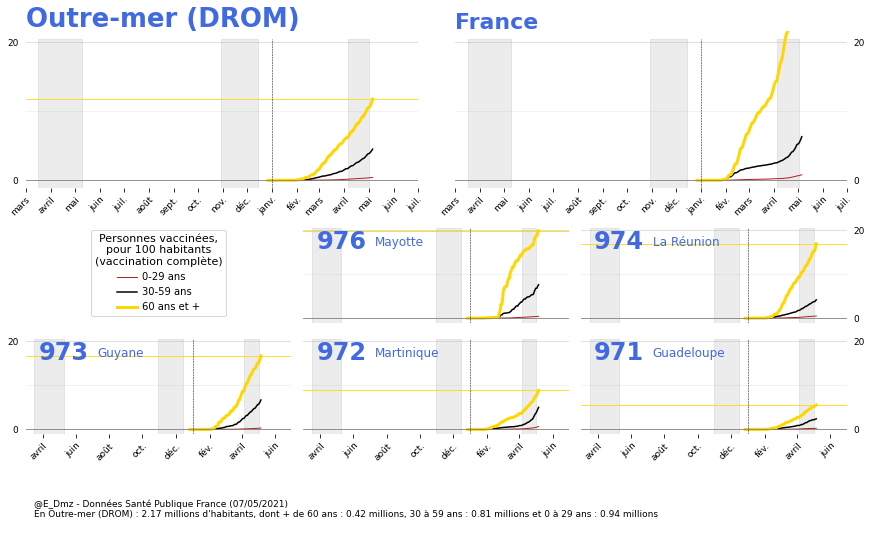 Outre-mer (DROM)
France
20
0
mars avril mai juin juil. août sept. oct. nov. déc. janv. fév. mars avril mai juin juil.
20
0
mars avril mai juin juil. août sept. oct. nov. déc. janv. fév. mars avril mai juin juil.
Personnes vaccinées,
pour 100 habitants
(vaccination complète)
0-29 ans
30-59 ans
60 ans et +
976 Mayotte
974 La Réunion
20
0
20
0
973 Guyane
972 Martinique
971 Guadeloupe
20
0
avril juin août oct. déc. fév. avril juin
avril juin août oct. déc. fév. avril juin
avril juin août oct. déc. fév. avril juin
@E_Dmz - Données Santé Publique France (07/05/2021)
En Outre-mer (DROM) : 2.17 millions d'habitants, dont + de 60 ans : 0.42 millions, 30 à 59 ans : 0.81 millions et 0 à 29 ans : 0.94 millions